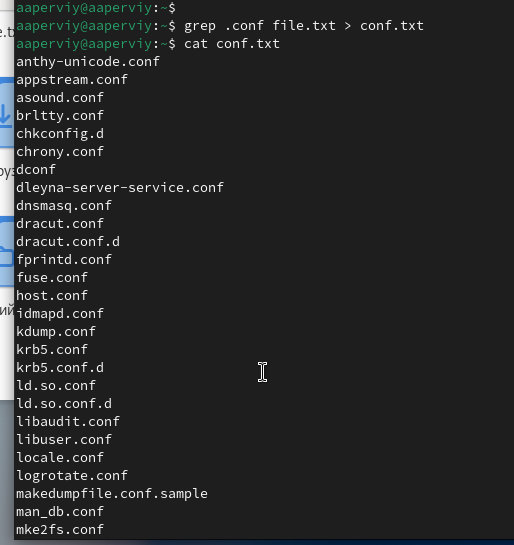 aaperviy@aaperviy:~$
aaperviy@aaperviy:~$ grep .conf file.txt > conf.txt
aaperviy@aaperviy:~$ cat conf.txt
anthy-unicode.conf
appstream.conf
asound.conf
brltty.conf
chkconfig.d
chrony.conf
dconf
dleyna-server-service.conf
dnsmasq.conf
dracut.conf
dracut.conf.d
fprintd.conf
fuse.conf
host.conf
idmapd.conf
kdump.conf
krb5.conf
krb5.conf.d
ld.so.conf
ld.so.conf.d
libaudit.conf
libuser.conf
locale.conf
logrotate.conf
makedumpfile.conf.sample
man_db.conf
mke2fs.conf